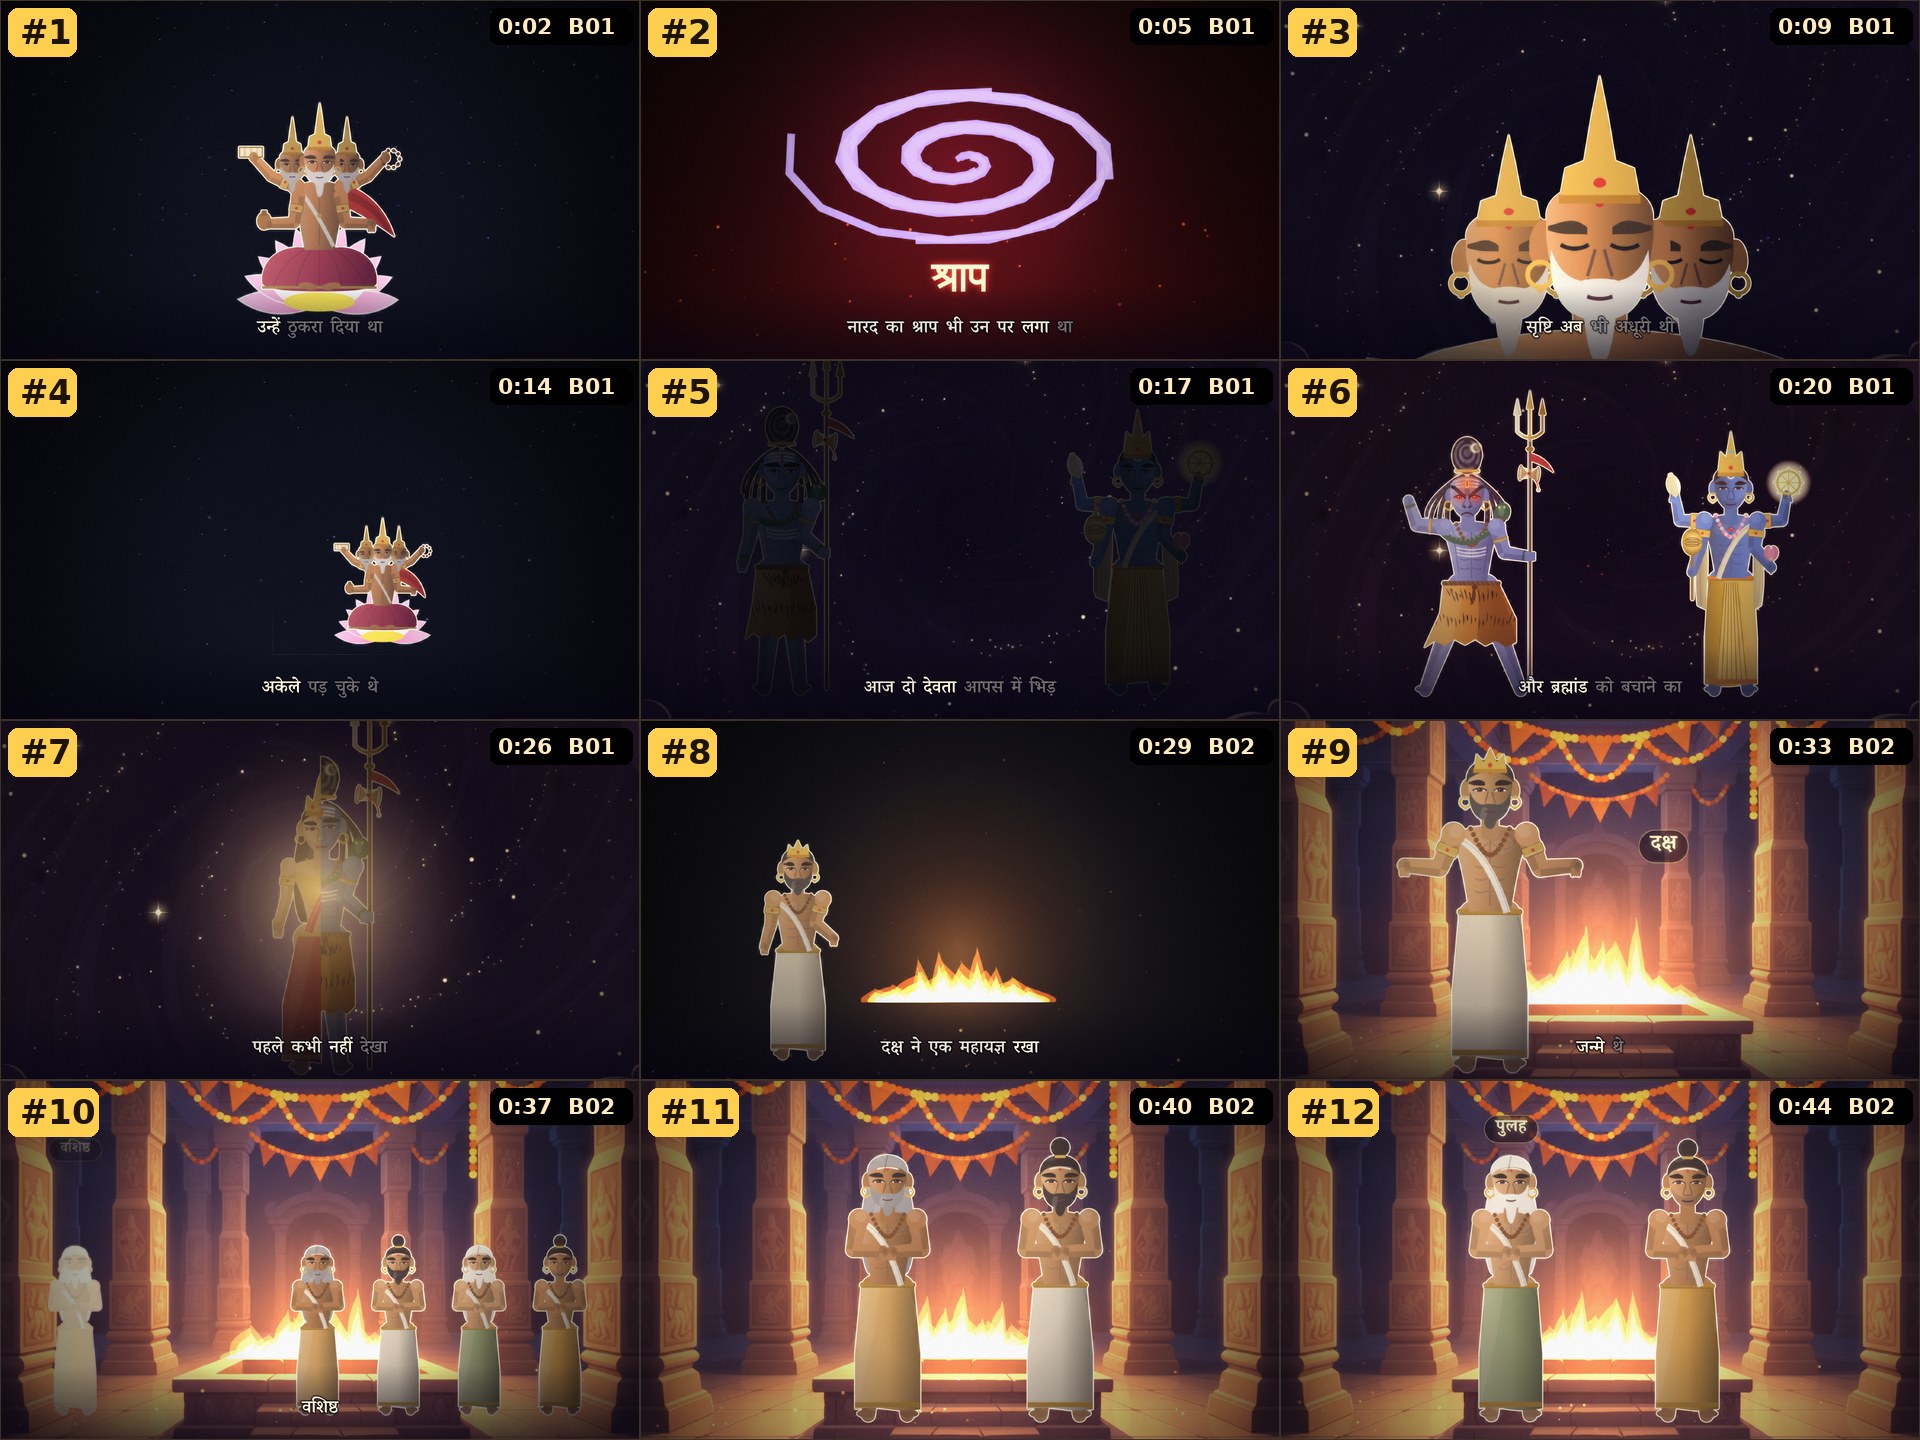 #1
0:02 B01
उन्हें ठुकरा दिया था
#2
0:05 B01
श्राप
नारद का श्राप भी उन पर लगा था
#3
0:09 B01
सृष्टि अब भी अधूरी थी
#4
0:14 B01
अकेले पड़ चुके थे
#5
0:17 B01
आज दो देवता आपस में भिड़
#6
0:20 B01
और ब्रह्मांड को बचाने का
#7
0:26 B01
पहले कभी नहीं देखा
#8
0:29 B02
दक्ष ने एक महायज्ञ रखा
#9
0:33 B02
दक्ष
जन्मे थे
#10
0:37 B02
वशिष्ठ
वशिष्ठ
#11
0:40 B02
#12
0:44 B02
पुलह